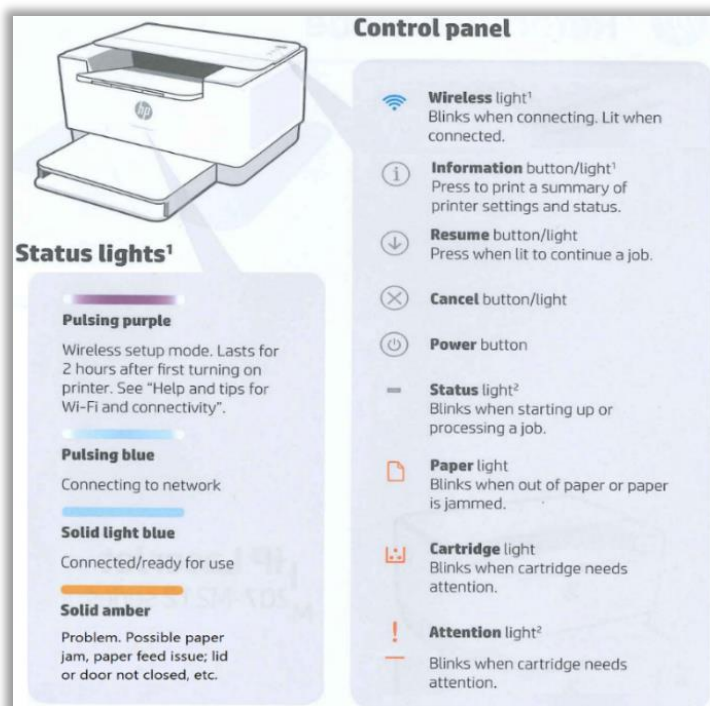 Control panel
hp
Wireless light¹
Blinks when connecting. Lit when
connected.
Information button/light¹
Press to print a summary of
printer settings and status.
Resume button/light
Press when lit to continue a job.
Cancel button/light
Power button
Status light²
Blinks when starting up or
processing a job.
Paper light
Blinks when out of paper or paper
is jammed.
Cartridge light
Blinks when cartridge needs
attention.
Attention light²
Blinks when cartridge needs
attention.
Status lights¹
Pulsing purple
Wireless setup mode. Lasts for
2 hours after first turning on
printer. See “Help and tips for
Wi-Fi and connectivity”.
Pulsing blue
Connecting to network
Solid light blue
Connected/ready for use
Solid amber
Problem. Possible paper
jam, paper feed issue; lid
or door not closed, etc.